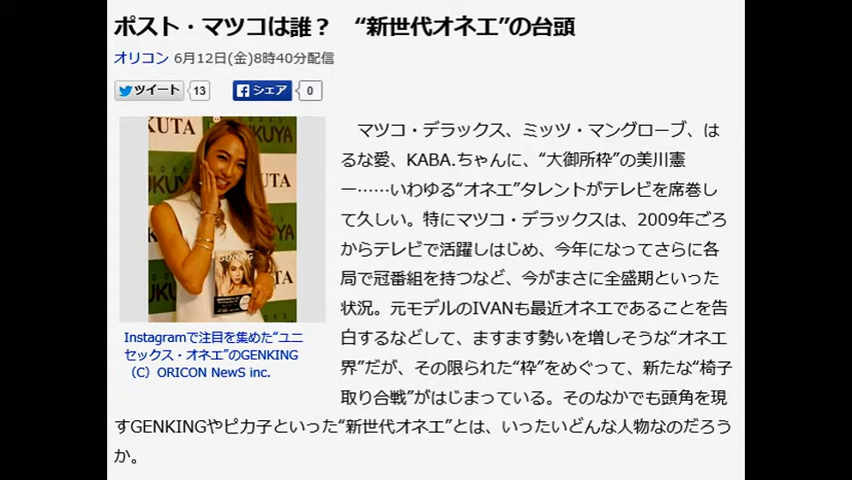 ポスト・マツコは誰？　“新世代オネエ”の台頭
オリコン 6月12日(金)8時40分配信
ツイート 13 シェア 0
KUTA
KUYA
GENKING
Instagramで注目を集めた“ユニ
セックス・オネエ”のGENKING
（C）ORICON NewS inc.
マツコ・デラックス、ミッツ・マングローブ、は
るな愛、KABA.ちゃんに、“大御所枠”の美川憲
一……いわゆる“オネエ”タレントがテレビを席巻し
て久しい。特にマツコ・デラックスは、2009年ごろ
からテレビで活躍しはじめ、今年になってさらに各
局で冠番組を持つなど、今がまさに全盛期といった
状況。元モデルのIVANも最近オネエであることを告
白するなどして、ますます勢いを増しそうな“オネエ
界”だが、その限られた“枠”をめぐって、新たな“椅子
取り合戦”がはじまっている。そのなかでも頭角を現
すGENKINGやピカ子といった“新世代オネエ”とは、いったいどんな人物なのだろう
か。